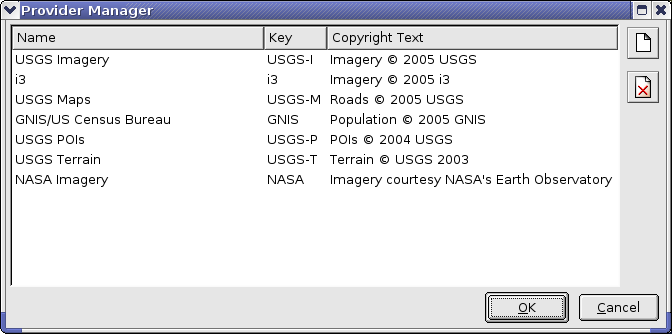 Provider Manager
Name Key Copyright Text
USGS Imagery USGS-I Imagery © 2005 USGS
i3 i3 Imagery © 2005 i3
USGS Maps USGS-M Roads © 2005 USGS
GNIS/US Census Bureau GNIS Population © 2005 GNIS
USGS POIs USGS-P POIs © 2004 USGS
USGS Terrain USGS-T Terrain © USGS 2003
NASA Imagery NASA Imagery courtesy NASA's Earth Observatory
OK Cancel